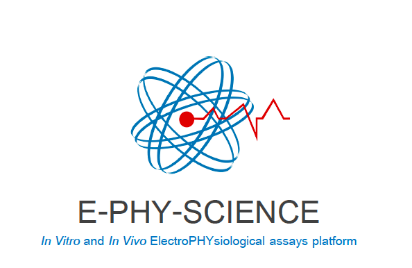 E-PHY-SCIENCE
In Vitro and In Vivo ElectroPHYsiological assays platform